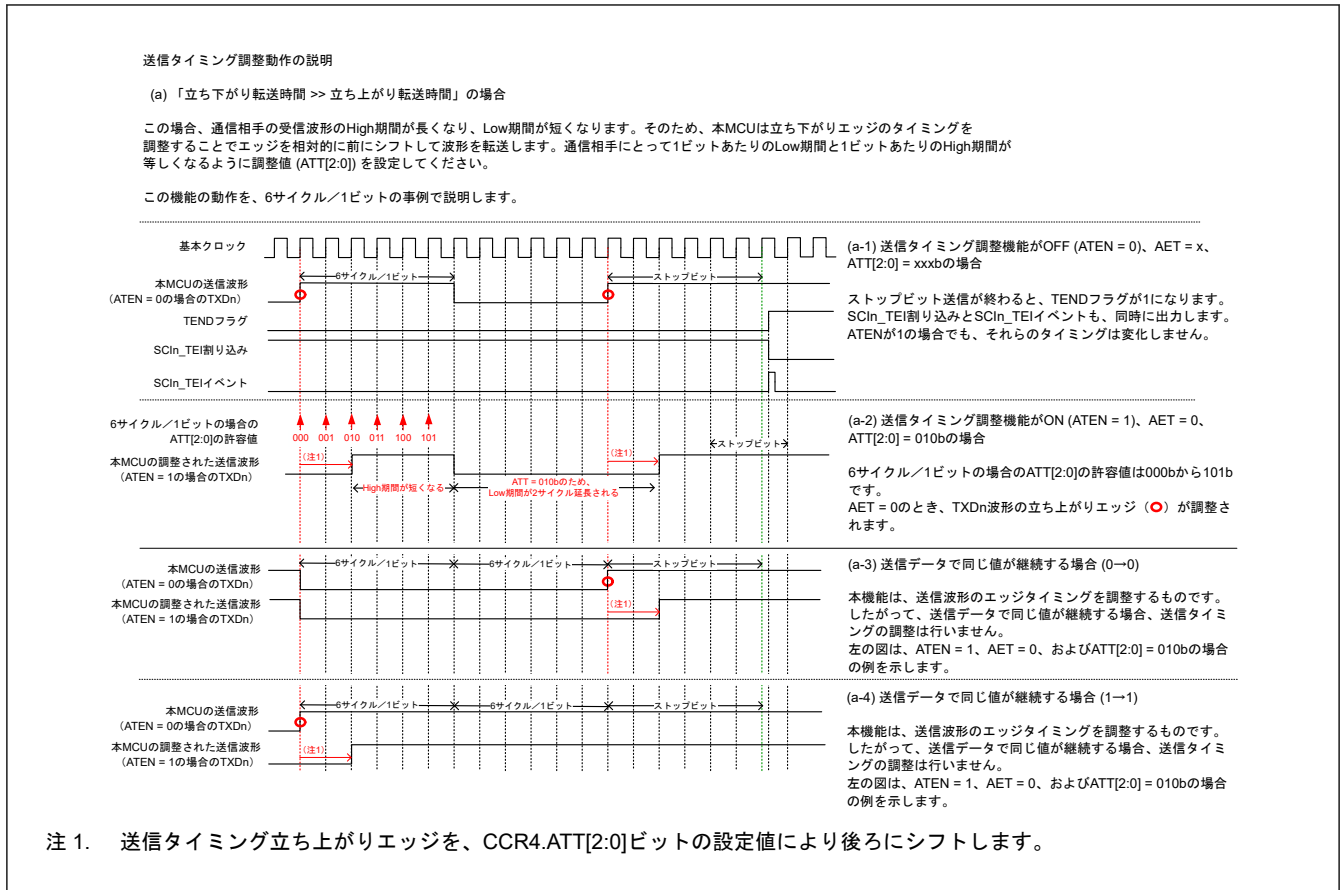 送信タイミング調整動作の説明
(a) 「立ち下がり転送時間 >> 立ち上がり転送時間」の場合
この場合、通信相手の受信波形のHigh期間が長くなり、Low期間が短くなります。そのため、本MCUは立ち下がりエッジのタイミングを
調整することでエッジを相対的に前にシフトして波形を転送します。通信相手にとって1ビットあたりのLow期間と1ビットあたりのHigh期間が
等しくなるように調整値 (ATT[2:0]) を設定してください。
この機能の動作を、6サイクル／1ビットの事例で説明します。
基本クロック
本MCUの送信波形
（ATEN = 0の場合のTXDn）
6サイクル／1ビット
ストップビット
TENDフラグ
SCIn_TEI割り込み
SCIn_TEIイベント
(a-1) 送信タイミング調整機能がOFF (ATEN = 0)、AET = x、
ATT[2:0] = xxxbの場合
ストップビット送信が終わると、TENDフラグが1になります。
SCIn_TEI割り込みとSCIn_TEIイベントも、同時に出力します。
ATENが1の場合でも、それらのタイミングは変化しません。
6サイクル／1ビットの場合の
ATT[2:0]の許容値
000 001 010 011 100 101
本MCUの調整された送信波形
（ATEN = 1の場合のTXDn）
（注1）
High期間が短くなる
ATT = 010bのため、
Low期間が2サイクル延長される
（注1）
ストップビット
(a-2) 送信タイミング調整機能がON (ATEN = 1)、AET = 0、
ATT[2:0] = 010bの場合
6サイクル／1ビットの場合のATT[2:0]の許容値は000bから101b
です。
AET = 0のとき、TXDn波形の立ち上がりエッジ（）が調整さ
れます。
本MCUの送信波形
（ATEN = 0の場合のTXDn）
6サイクル／1ビット
6サイクル／1ビット
ストップビット
本MCUの調整された送信波形
（ATEN = 1の場合のTXDn）
（注1）
(a-3) 送信データで同じ値が継続する場合 (0→0)
本機能は、送信波形のエッジタイミングを調整するものです。
したがって、送信データで同じ値が継続する場合、送信タイミ
ングの調整は行いません。
左の図は、ATEN = 1、AET = 0、およびATT[2:0] = 010bの場合
の例を示します。
本MCUの送信波形
（ATEN = 0の場合のTXDn）
6サイクル／1ビット
6サイクル／1ビット
ストップビット
本MCUの調整された送信波形
（ATEN = 1の場合のTXDn）
（注1）
(a-4) 送信データで同じ値が継続する場合 (1→1)
本機能は、送信波形のエッジタイミングを調整するものです。
したがって、送信データで同じ値が継続する場合、送信タイミ
ングの調整は行いません。
左の図は、ATEN = 1、AET = 0、およびATT[2:0] = 010bの場合
の例を示します。
注 1. 送信タイミング立ち上がりエッジを、CCR4.ATT[2:0]ビットの設定値により後ろにシフトします。